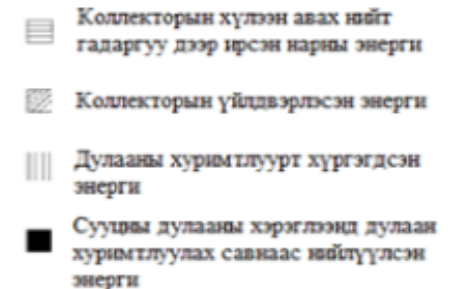 Коллекторын хүлээн авах нийт
гадаргуу дээр ирсэн нарны энерги
Коллекторын үйлдвэрлэсэн энерги
Дулааны хуримтлуурт хүргэгдсэн
энерги
Сууцны дулааны хэрэглээнд дулаан
хуримтлуулах савнаас нийлүүлсэн
энерги